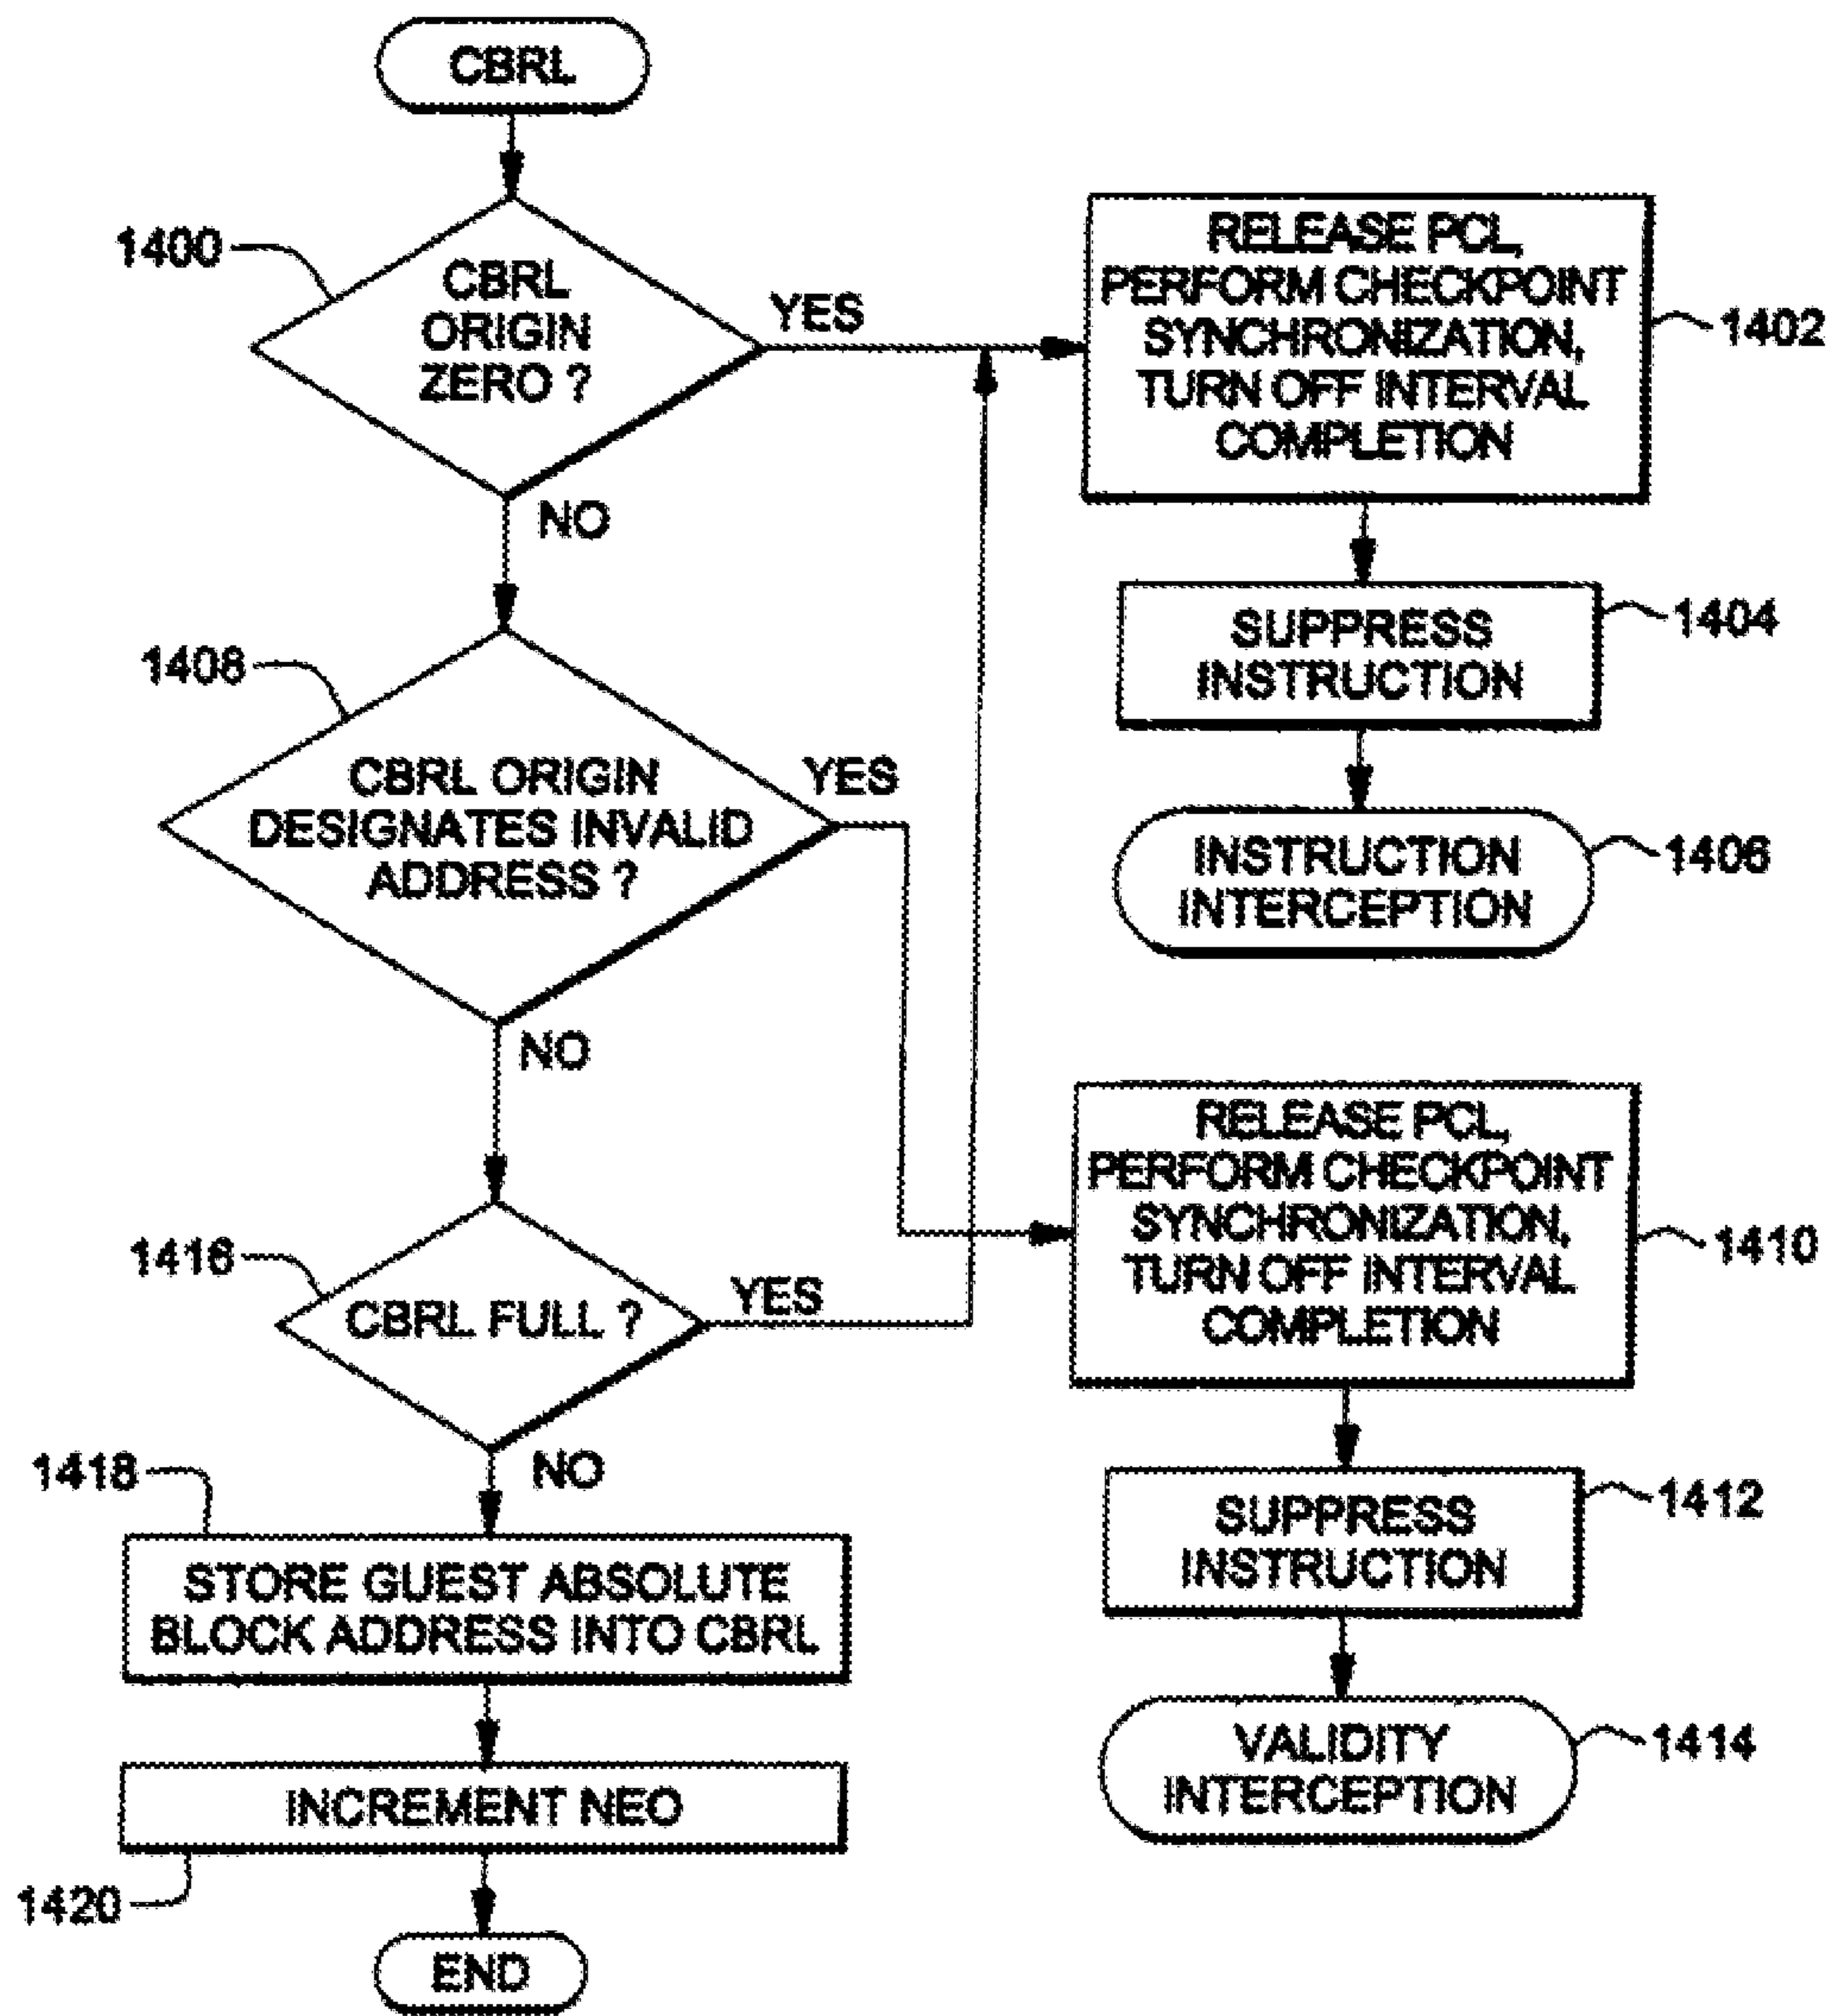 CBRL
1400
CBRL
ORIGIN
ZERO ?
YES
NO
RELEASE PCL,
PERFORM CHECKPOINT
SYNCHRONIZATION,
TURN OFF INTERVAL
COMPLETION
1402
SUPPRESS
INSTRUCTION
1404
INSTRUCTION
INTERCEPTION
1406
1408
CBRL ORIGIN
DESIGNATES INVALID
ADDRESS ?
YES
NO
RELEASE PCL,
PERFORM CHECKPOINT
SYNCHRONIZATION,
TURN OFF INTERVAL
COMPLETION
1410
SUPPRESS
INSTRUCTION
1412
VALIDITY
INTERCEPTION
1414
1416
CBRL FULL ?
YES
NO
1418
STORE GUEST ABSOLUTE
BLOCK ADDRESS INTO CBRL
INCREMENT NEO
1420
END